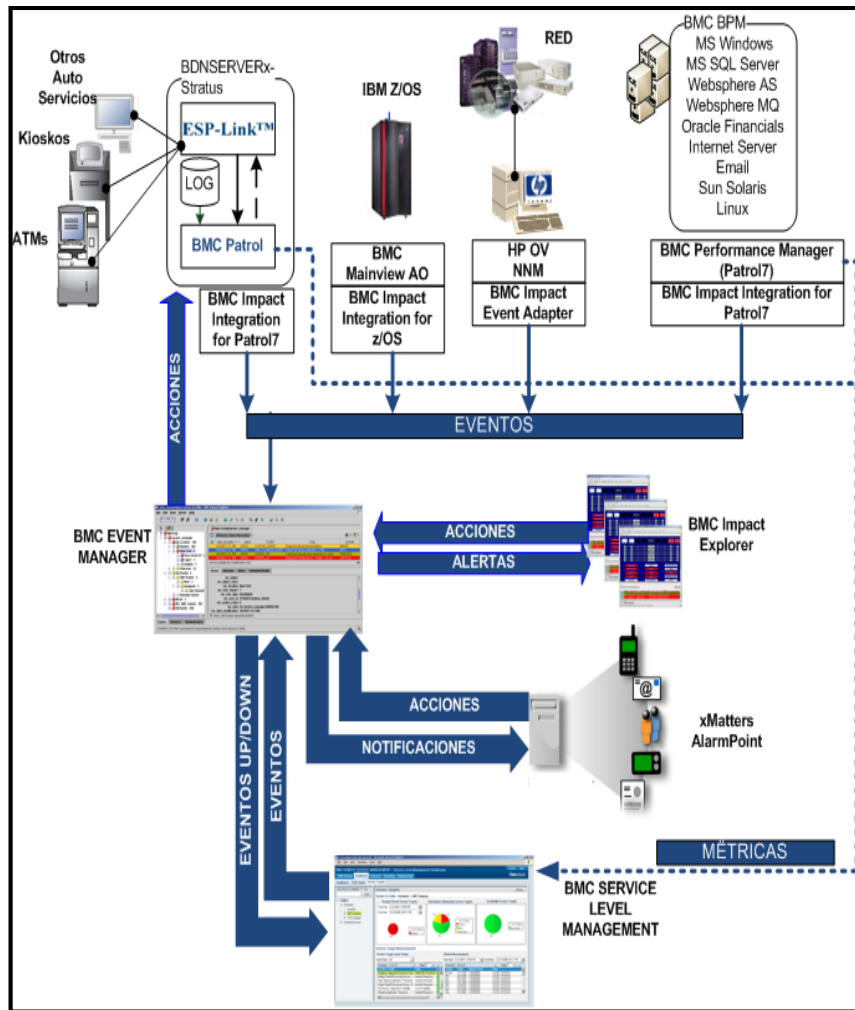 Otros
Auto
Servicios
Kioskos
ATMs
BDNSERVERx-
Stratus
ESP-Link™
LOG
BMC Patrol
BMC Impact
Integration
for Patrol7
IBM Z/OS
BMC
Mainview AO
BMC Impact
Integration for
z/OS
RED
HP OV
NNM
BMC Impact
Event Adapter
BMC BPM
MS Windows
MS SQL Server
Websphere AS
Websphere MQ
Oracle Financials
Internet Server
Email
Sun Solaris
Linux
BMC Performance Manager
(Patrol7)
BMC Impact Integration for
Patrol7
ACCIONES
EVENTOS
BMC EVENT
MANAGER
ACCIONES
ALERTAS
BMC Impact
Explorer
ACCIONES
NOTIFICACIONES
@
xMatters
AlarmPoint
EVENTOS UP/DOWN
EVENTOS
MËTRICAS
BMC SERVICE
LEVEL
MANAGEMENT